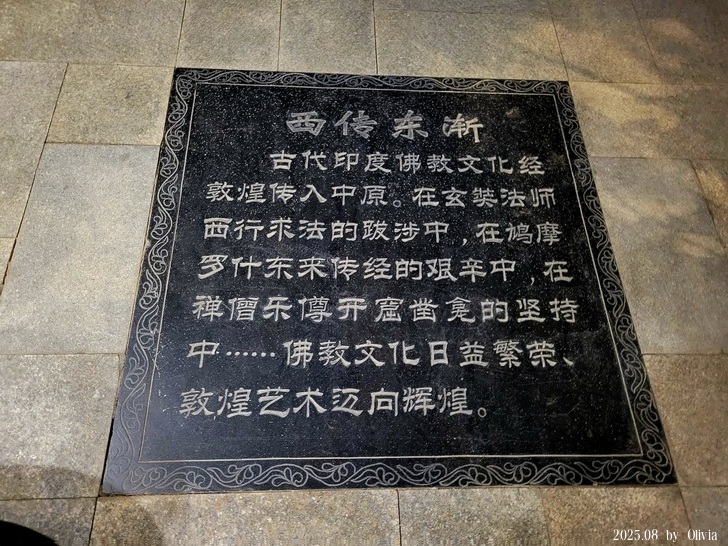 西传东渐
古代印度佛教文化经
敦煌传入中原。在玄奘法师
西行求法的跋涉中，在鸠摩
罗什东来传经的艰辛中，在
禅僧乐僔开窟凿龛的坚持
中……佛教文化日益繁荣、
敦煌艺术迈向辉煌。
2025.08 by Olivia